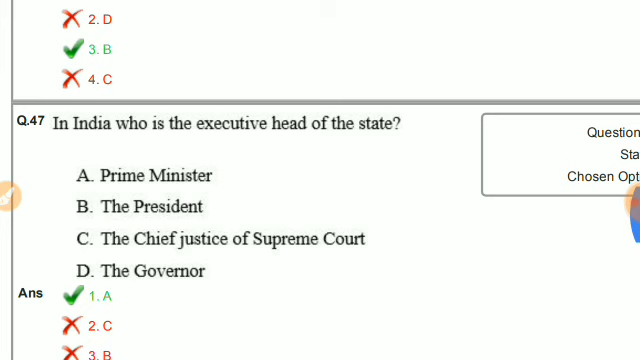 2. D
3. B
4. C
Q.47 In India who is the executive head of the state?
Question
Sta
Chosen Opt
A. Prime Minister
B. The President
C. The Chief justice of Supreme Court
D. The Governor
Ans 1. A
2. C
3. B